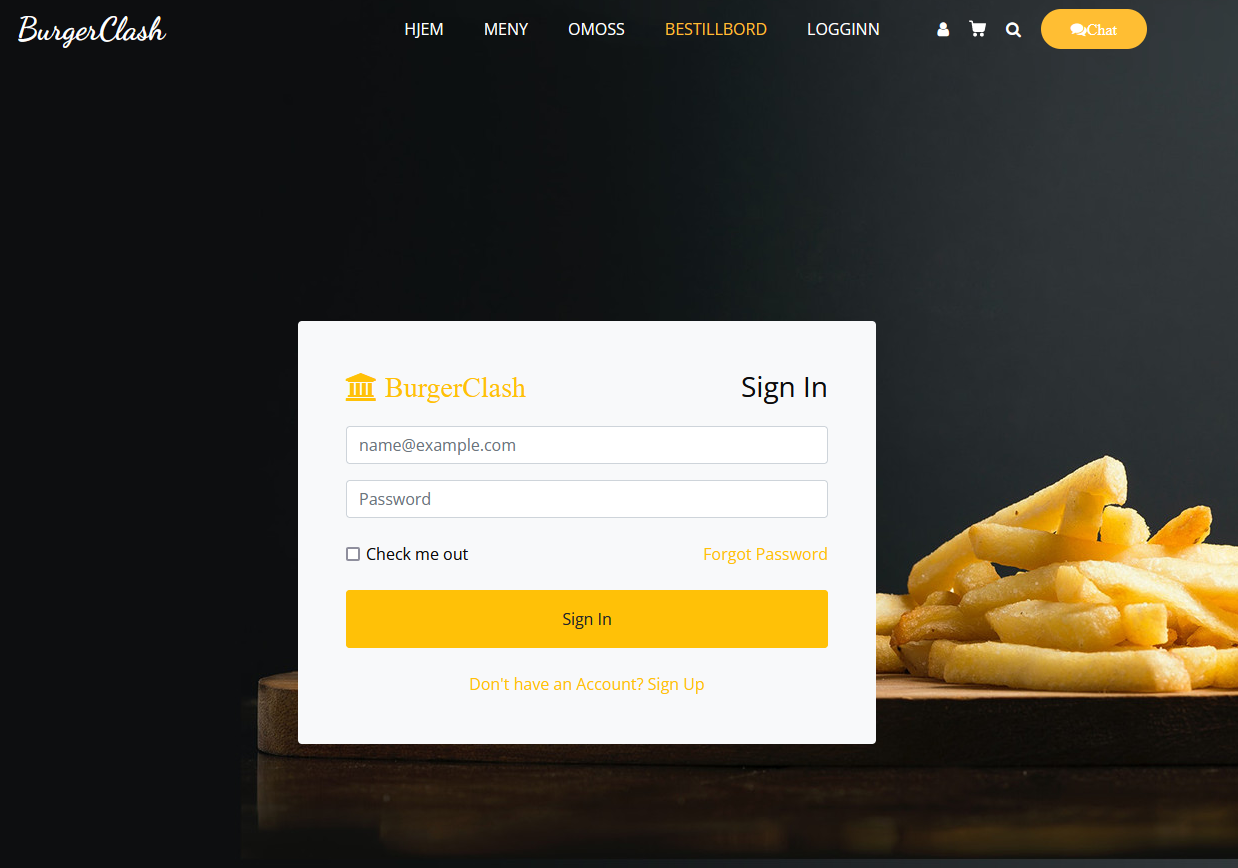 BurgerClash HJEM MENY OMOSS BESTILLBORD LOGGINN Chat
BurgerClash Sign In
name@example.com
Password
Check me out Forgot Password
Sign In
Don't have an Account? Sign Up